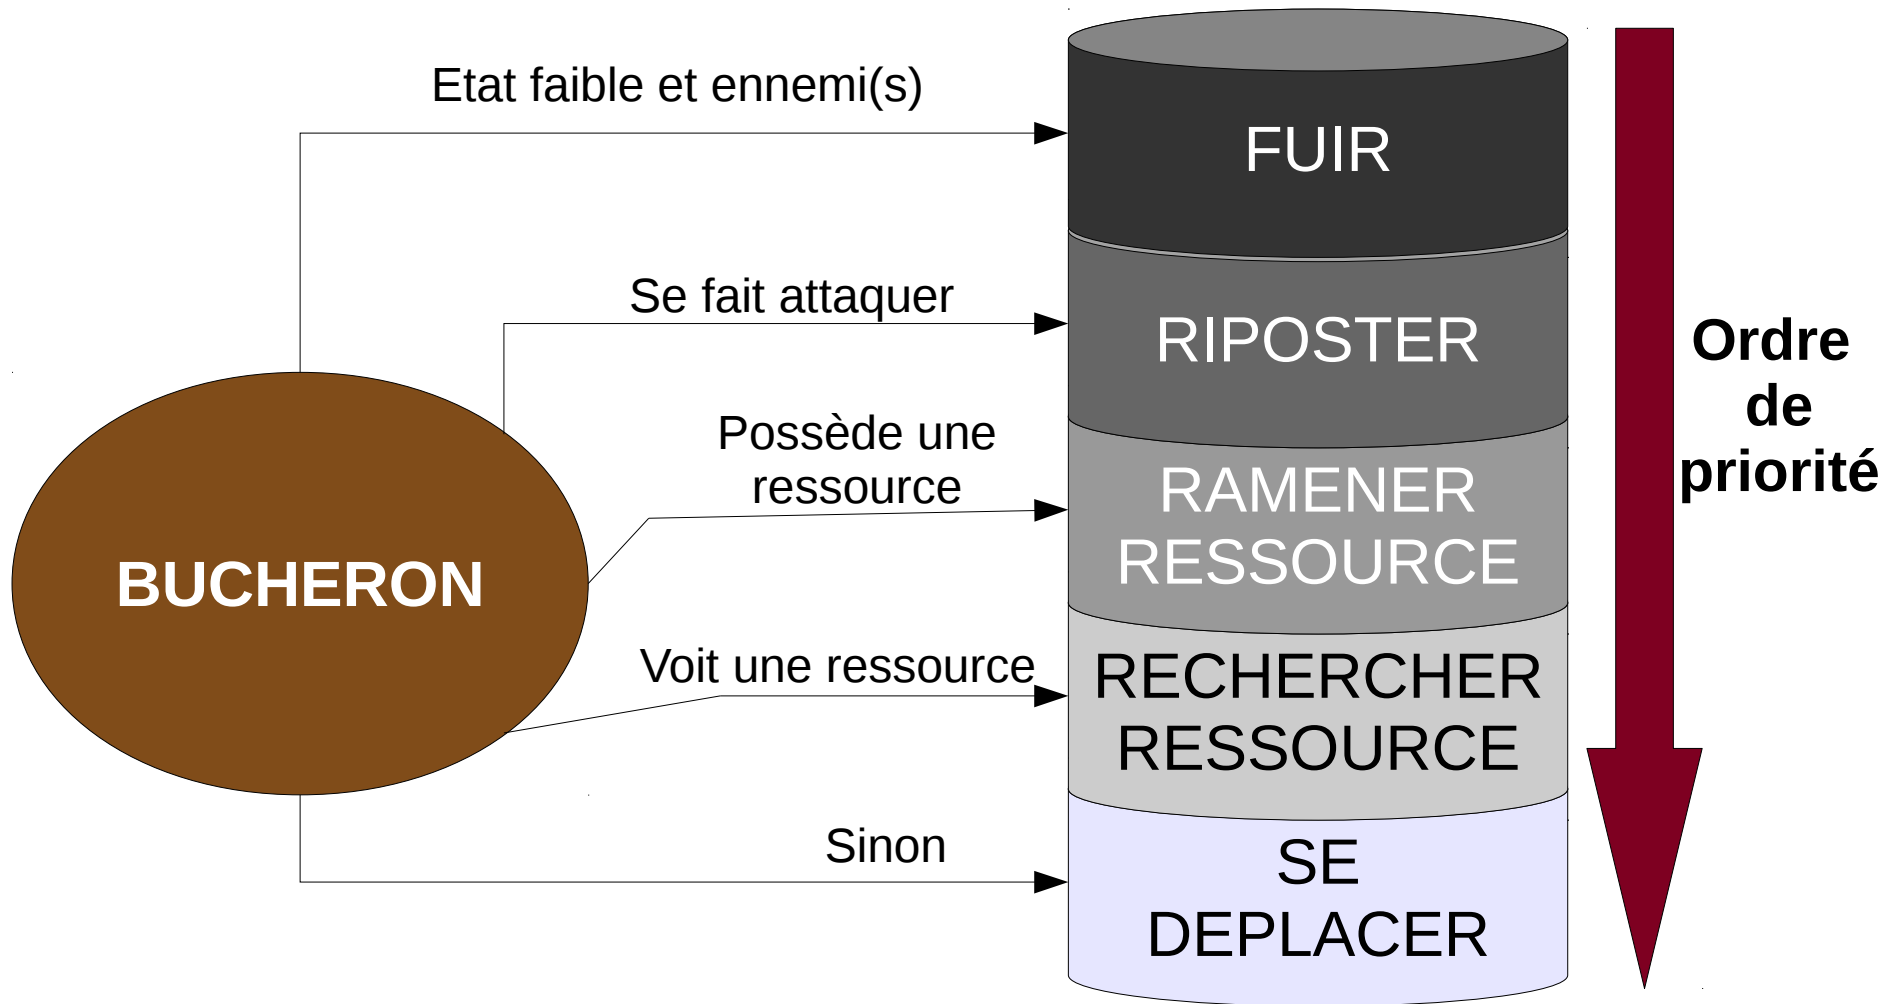 Etat faible et ennemi(s)
FUIR
Se fait attaquer
RIPOSTER
Possède une
ressource
RAMENER
RESSOURCE
BUCHERON
Voit une ressource
RECHERCHER
RESSOURCE
Sinon
SE
DEPLACER
Ordre
de
priorité